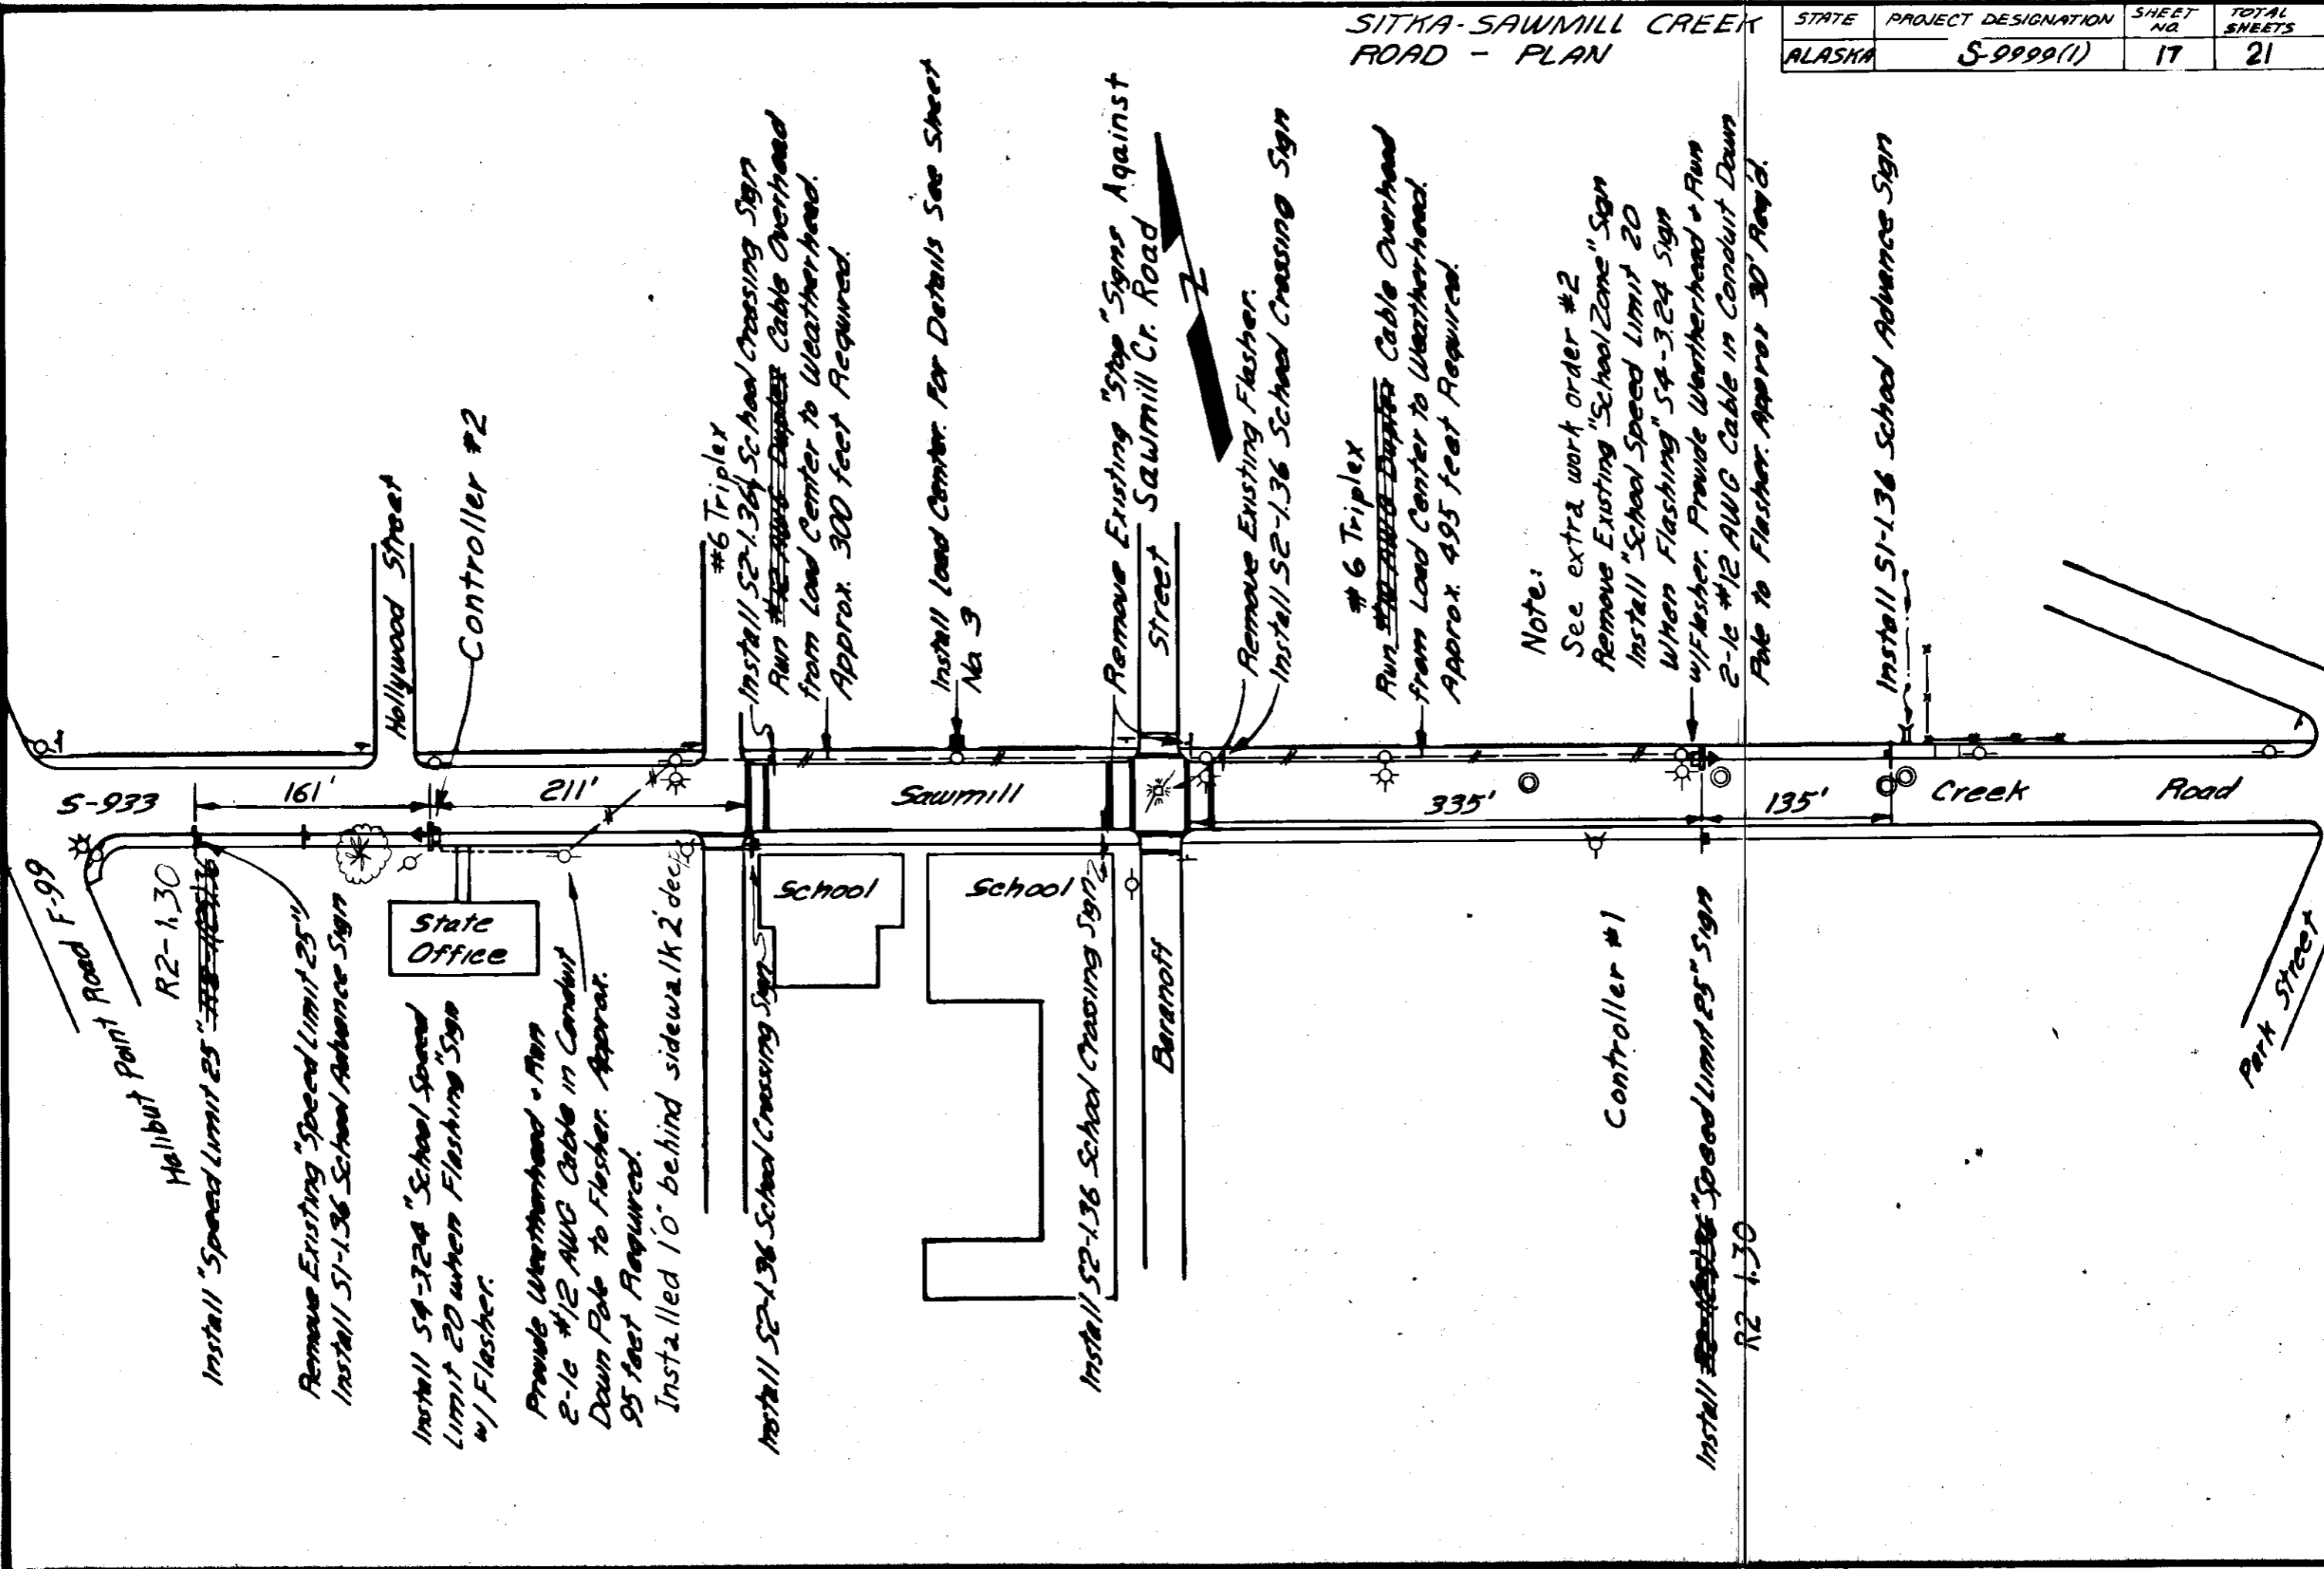 SITKA-SAWMILL CREEK
ROAD - PLAN
STATE
PROJECT DESIGNATION
SHEET NO.
TOTAL SHEETS
ALASKA
S-9999(1)
17
21
Hollywood Street
Controller #2
#6 Triplex
Install S2-1.36 School Crossing Sign
Run #12 AWG Duplex Cable Overhead
from Load Center to Weatherhead.
Approx. 300 feet Required.
Install Load Center. For Details See Sheet
No. 3
Remove Existing "Stop" Signs Against
Sawmill Cr. Road
Street
Remove Existing Flasher.
Install S2-1.36 School Crossing Sign
#6 Triplex
Run #10 AWG Duplex Cable Overhead
from Load Center to Weatherhead.
Approx. 495 feet Required.
Note:
See extra work order #2
Remove Existing "School Zone" Sign
Install "School Speed Limit 20
When Flashing" S4-3.24 Sign
w/Flasher. Provide Weatherhead & Run
2-1c #12 AWG Cable in Conduit Down
Pole to Flasher. Approx 30' Req'd.
Install S1-1.36 School Advance Sign
S-933
161'
211'
Sawmill
335'
135'
Creek
Road
Road F-99
Halibut Point
R2-1.30
Install "Speed Limit 25"
Remove Existing "Speed Limit 25"
Install S1-1.36 School Advance Sign
State
Office
Install S4-3.24 "School Speed
Limit 20 when Flashing" Sign
w/ Flasher.
Provide Weatherhead & Run
2-1c #12 AWG Cable in Conduit
Down Pole to Flasher. Approx.
95 feet Required.
Installed 1'0" behind sidewalk 2' deep
Install S2-1.36 School Crossing Sign
School
School
Install S2-1.36 School Crossing Sign
Baranoff
Controller #1
Install "Speed Limit 25" Sign
R2 1.30
Park Street